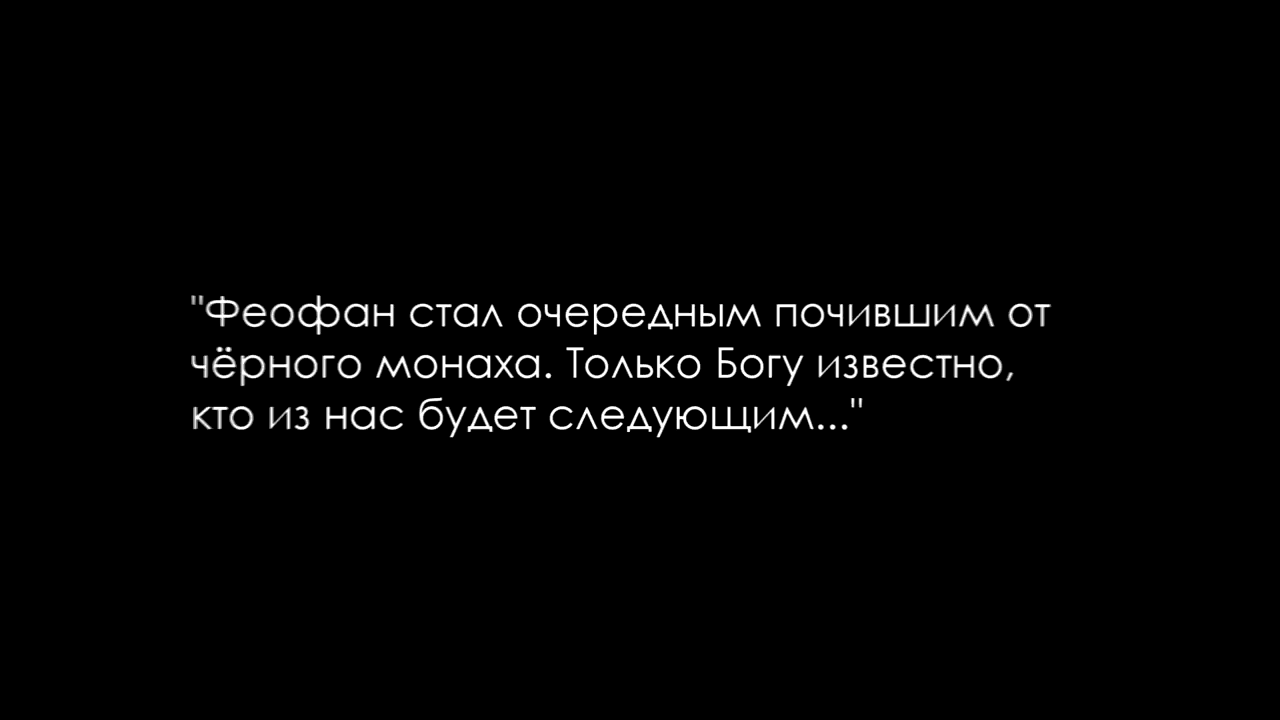 "Феофан стал очередным почившим от
чёрного монаха. Только Богу известно,
кто из нас будет следующим..."